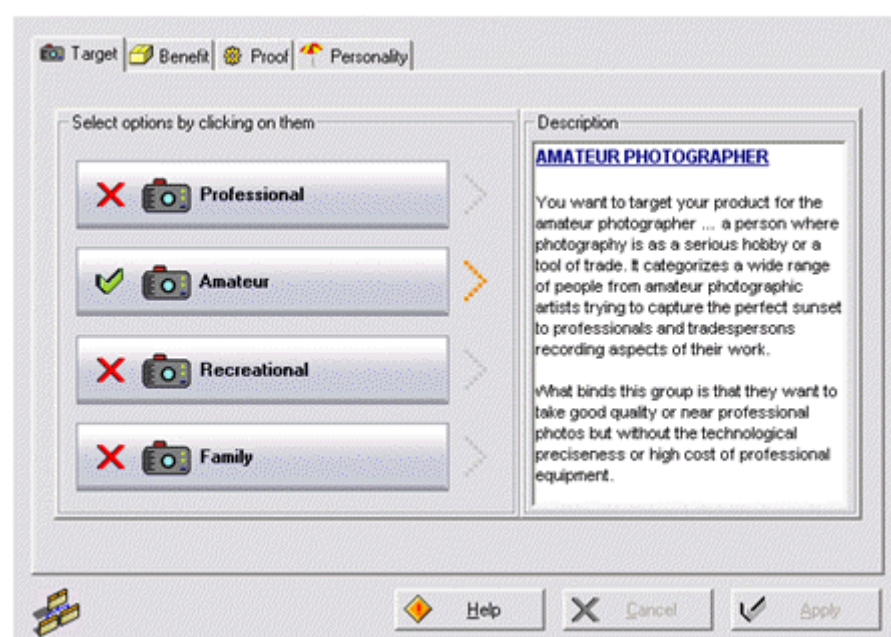 Target Benefit Proof Personality
Select options by clicking on them
Professional
Amateur
Recreational
Family
Description
AMATEUR PHOTOGRAPHER
You want to target your product for the
amateur photographer ... a person where
photography is as a serious hobby or a
tool of trade. It categorizes a wide range
of people from amateur photographic
artists trying to capture the perfect sunset
to professionals and tradespersons
recording aspects of their work.
What binds this group is that they want to
take good quality or near professional
photos but without the technological
preciseness or high cost of professional
equipment.
Help Cancel Apply